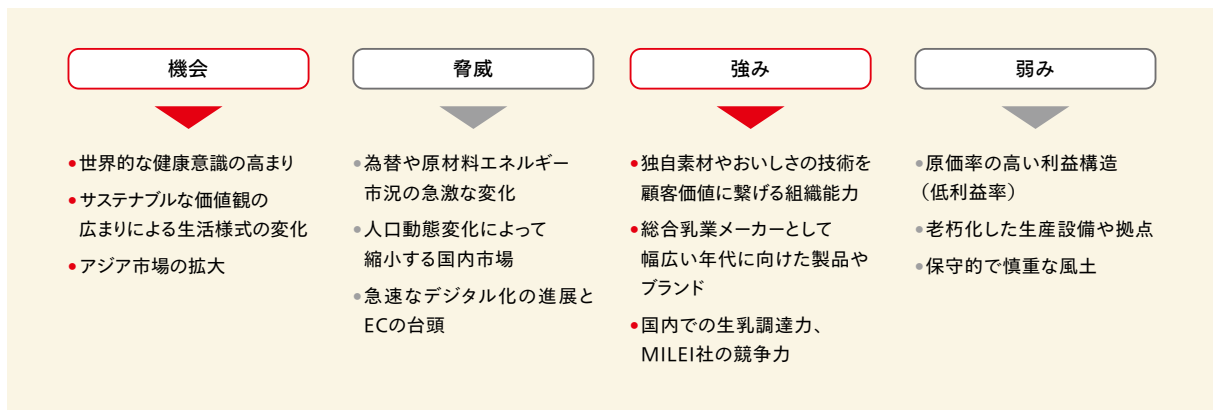 機会
•世界的な健康意識の高まり
•サステナブルな価値観の
広まりによる生活様式の変化
•アジア市場の拡大
脅威
•為替や原材料エネルギー
市況の急激な変化
•人口動態変化によって
縮小する国内市場
•急速なデジタル化の進展と
ECの台頭
強み
•独自素材やおいしさの技術を
顧客価値に繋げる組織能力
•総合乳業メーカーとして
幅広い年代に向けた製品や
ブランド
•国内での生乳調達力、
MILEI社の競争力
弱み
•原価率の高い利益構造
（低利益率）
•老朽化した生産設備や拠点
•保守的で慎重な風土